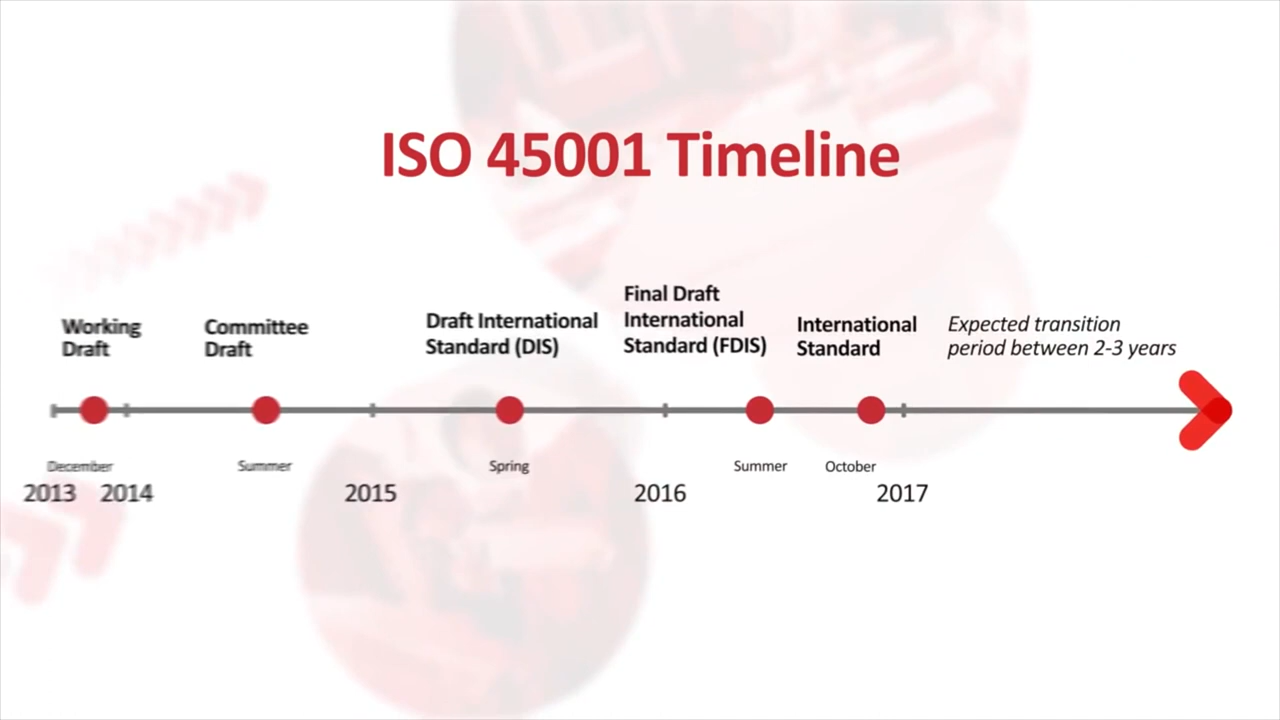 ISO 45001 Timeline
Working
Draft
Committee
Draft
Draft International
Standard (DIS)
Final Draft
International
Standard (FDIS)
International
Standard
Expected transition
period between 2-3 years
December
Summer
Spring
Summer
October
2013
2014
2015
2016
2017